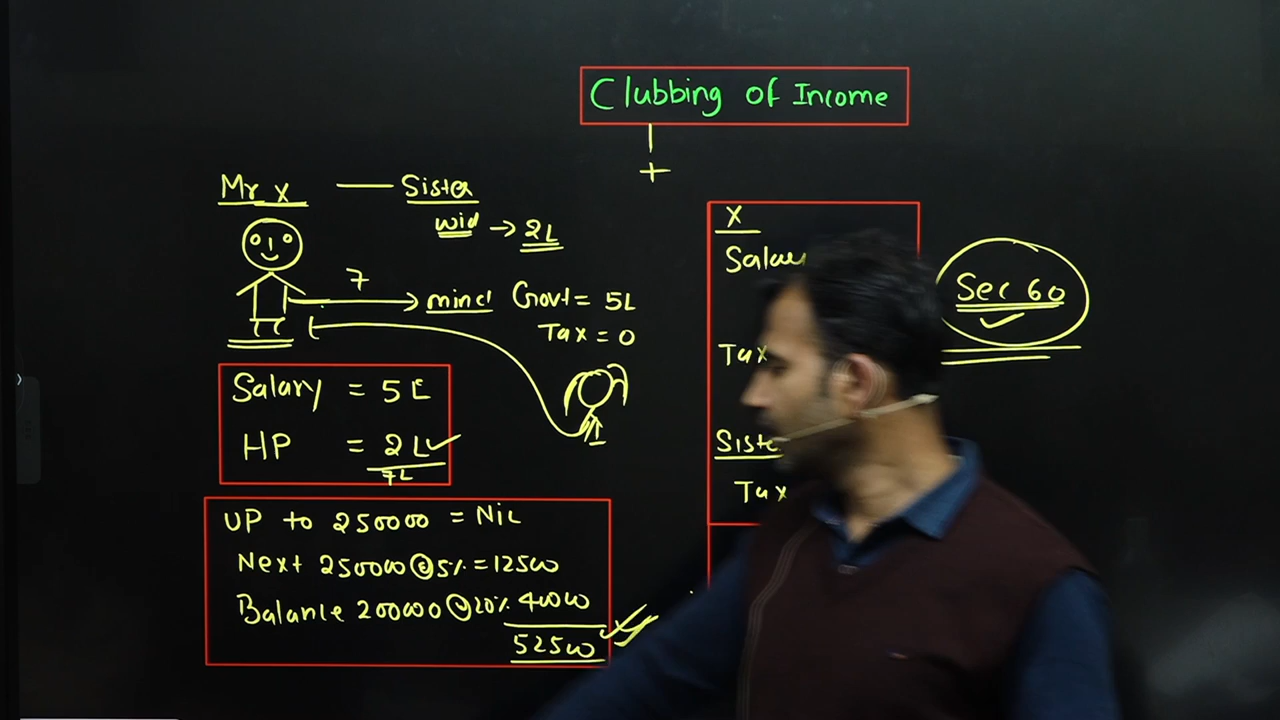 Clubbing of Income
Mr X — Sister
wid → 2L
7
mind Govt = 5L
Tax = 0
Salary = 5L
HP = 2L
7L
UP to 250000 = NiL
Next 250000 @ 5% = 12500
Balance 200000 @ 20% 40000
52500
X
Tax
Tax
Sec 60